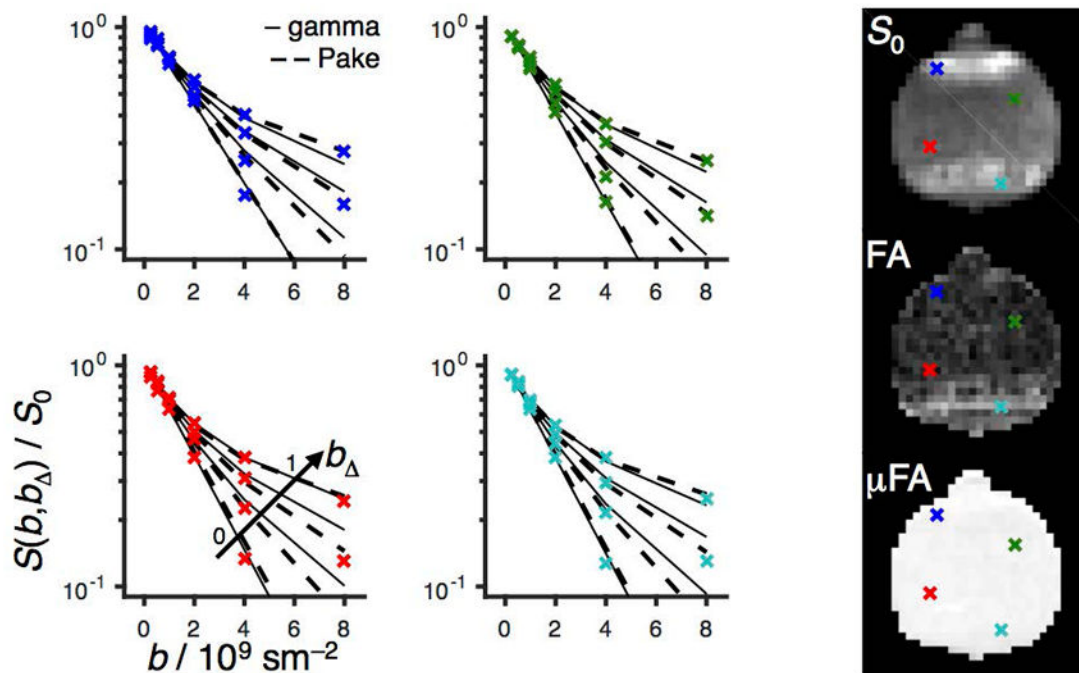 10⁰
10⁻¹
0 2 4 6 8
gamma
Pake
10⁰
10⁻¹
0 2 4 6 8
10⁰
10⁻¹
0 2 4 6 8
0
1
b_Δ
10⁰
10⁻¹
0 2 4 6 8
S(b,b_Δ) / S₀
b / 10⁹ sm⁻²
S₀
FA
μFA